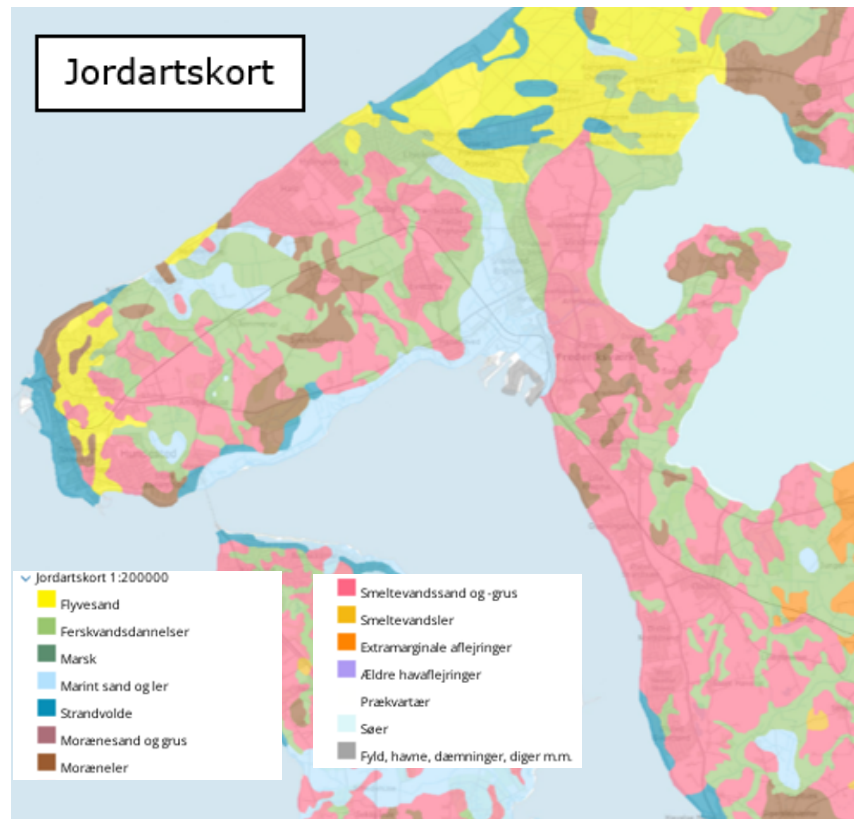 Jordartskort
Jordartskort 1:200000
Flyvesand
Ferskvandsdannelser
Marsk
Marint sand og ler
Strandvolde
Morænesand og grus
Moræneler
Smeltevandssand og -grus
Smeltevandsler
Extramarginale aflejringer
Ældre havaflejringer
Prækvartær
Søer
Fyld, havne, dæmninger, diger m.m.